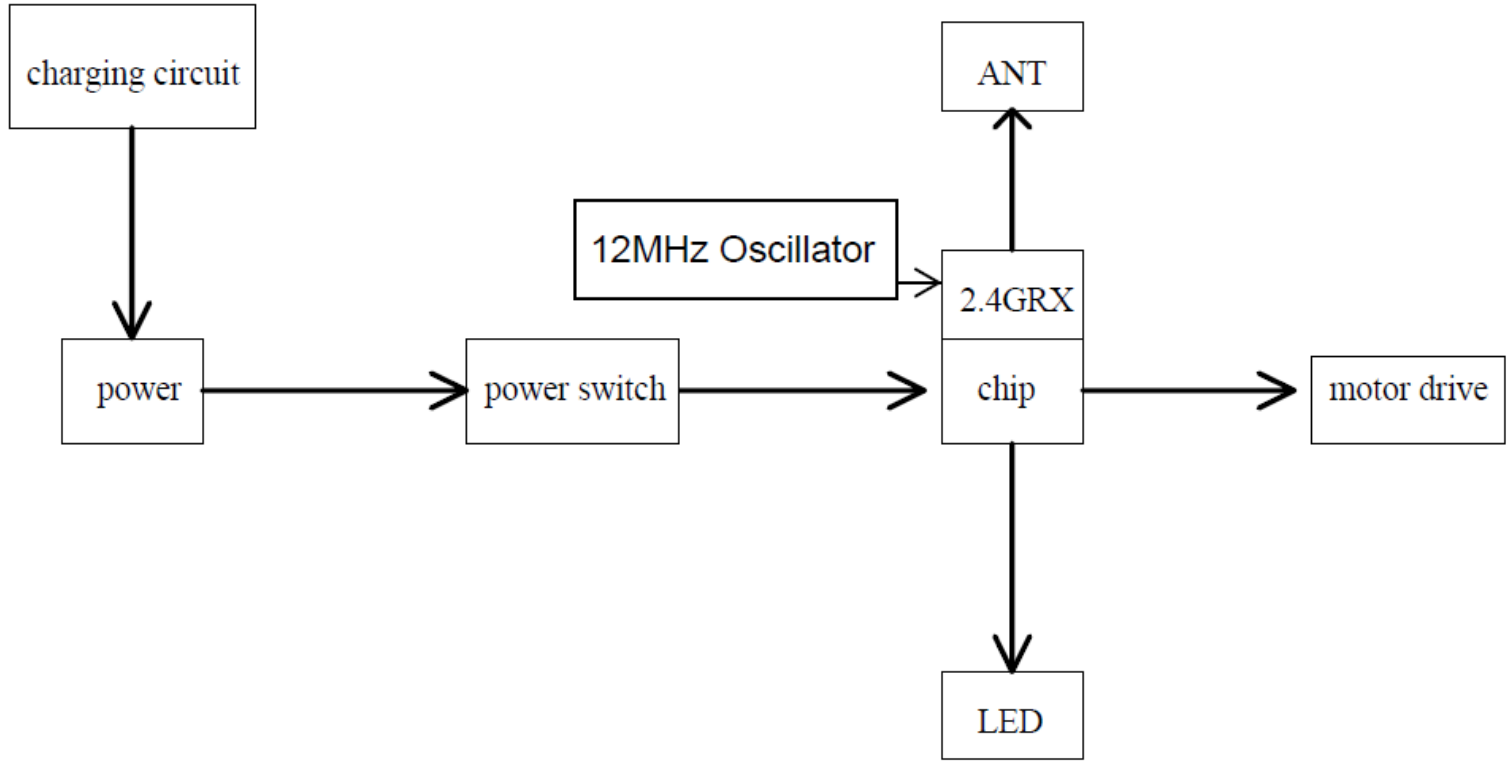 charging circuit
ANT
12MHz Oscillator
2.4GRX
power
power switch
chip
motor drive
LED